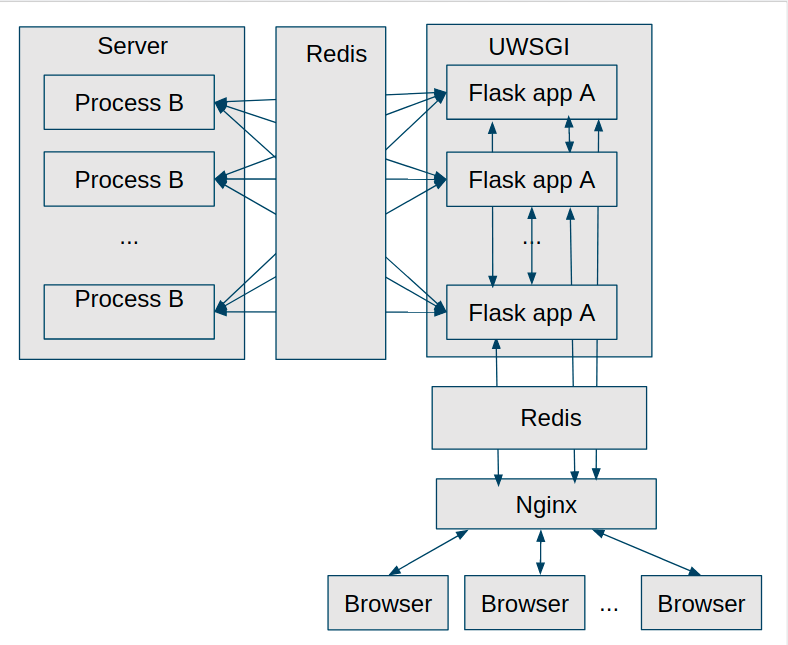 Server
Redis
UWSGI
Process B
Flask app A
Process B
Flask app A
...
...
Process B
Flask app A
Redis
Nginx
Browser
Browser
...
Browser